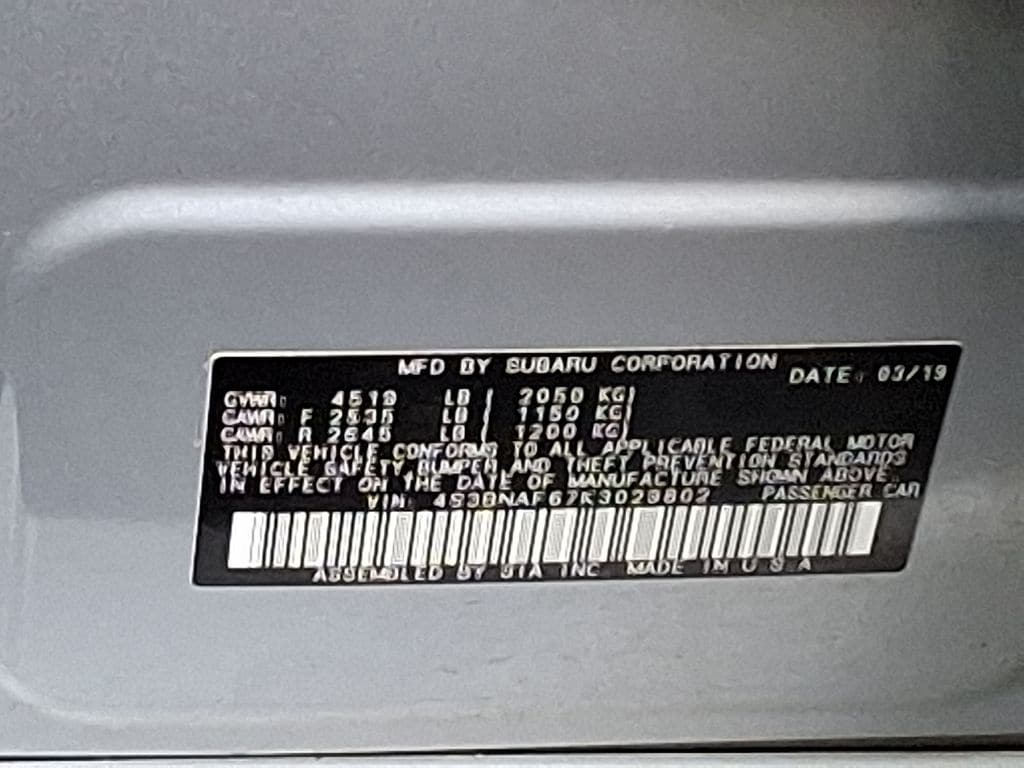 MFD BY SUBARU CORPORATION
DATE: 03/19
GVWR: 4519 LB ( 2050 KG)
GAWR: F 2535 LB ( 1150 KG)
GAWR: R 2645 LB ( 1200 KG)
THIS VEHICLE CONFORMS TO ALL APPLICABLE FEDERAL MOTOR
VEHICLE SAFETY, BUMPER, AND THEFT PREVENTION STANDARDS
IN EFFECT ON THE DATE OF MANUFACTURE SHOWN ABOVE.
VIN: 4S3BNAF67K3029802 PASSENGER CAR
ASSEMBLED BY SIA INC. MADE IN U.S.A